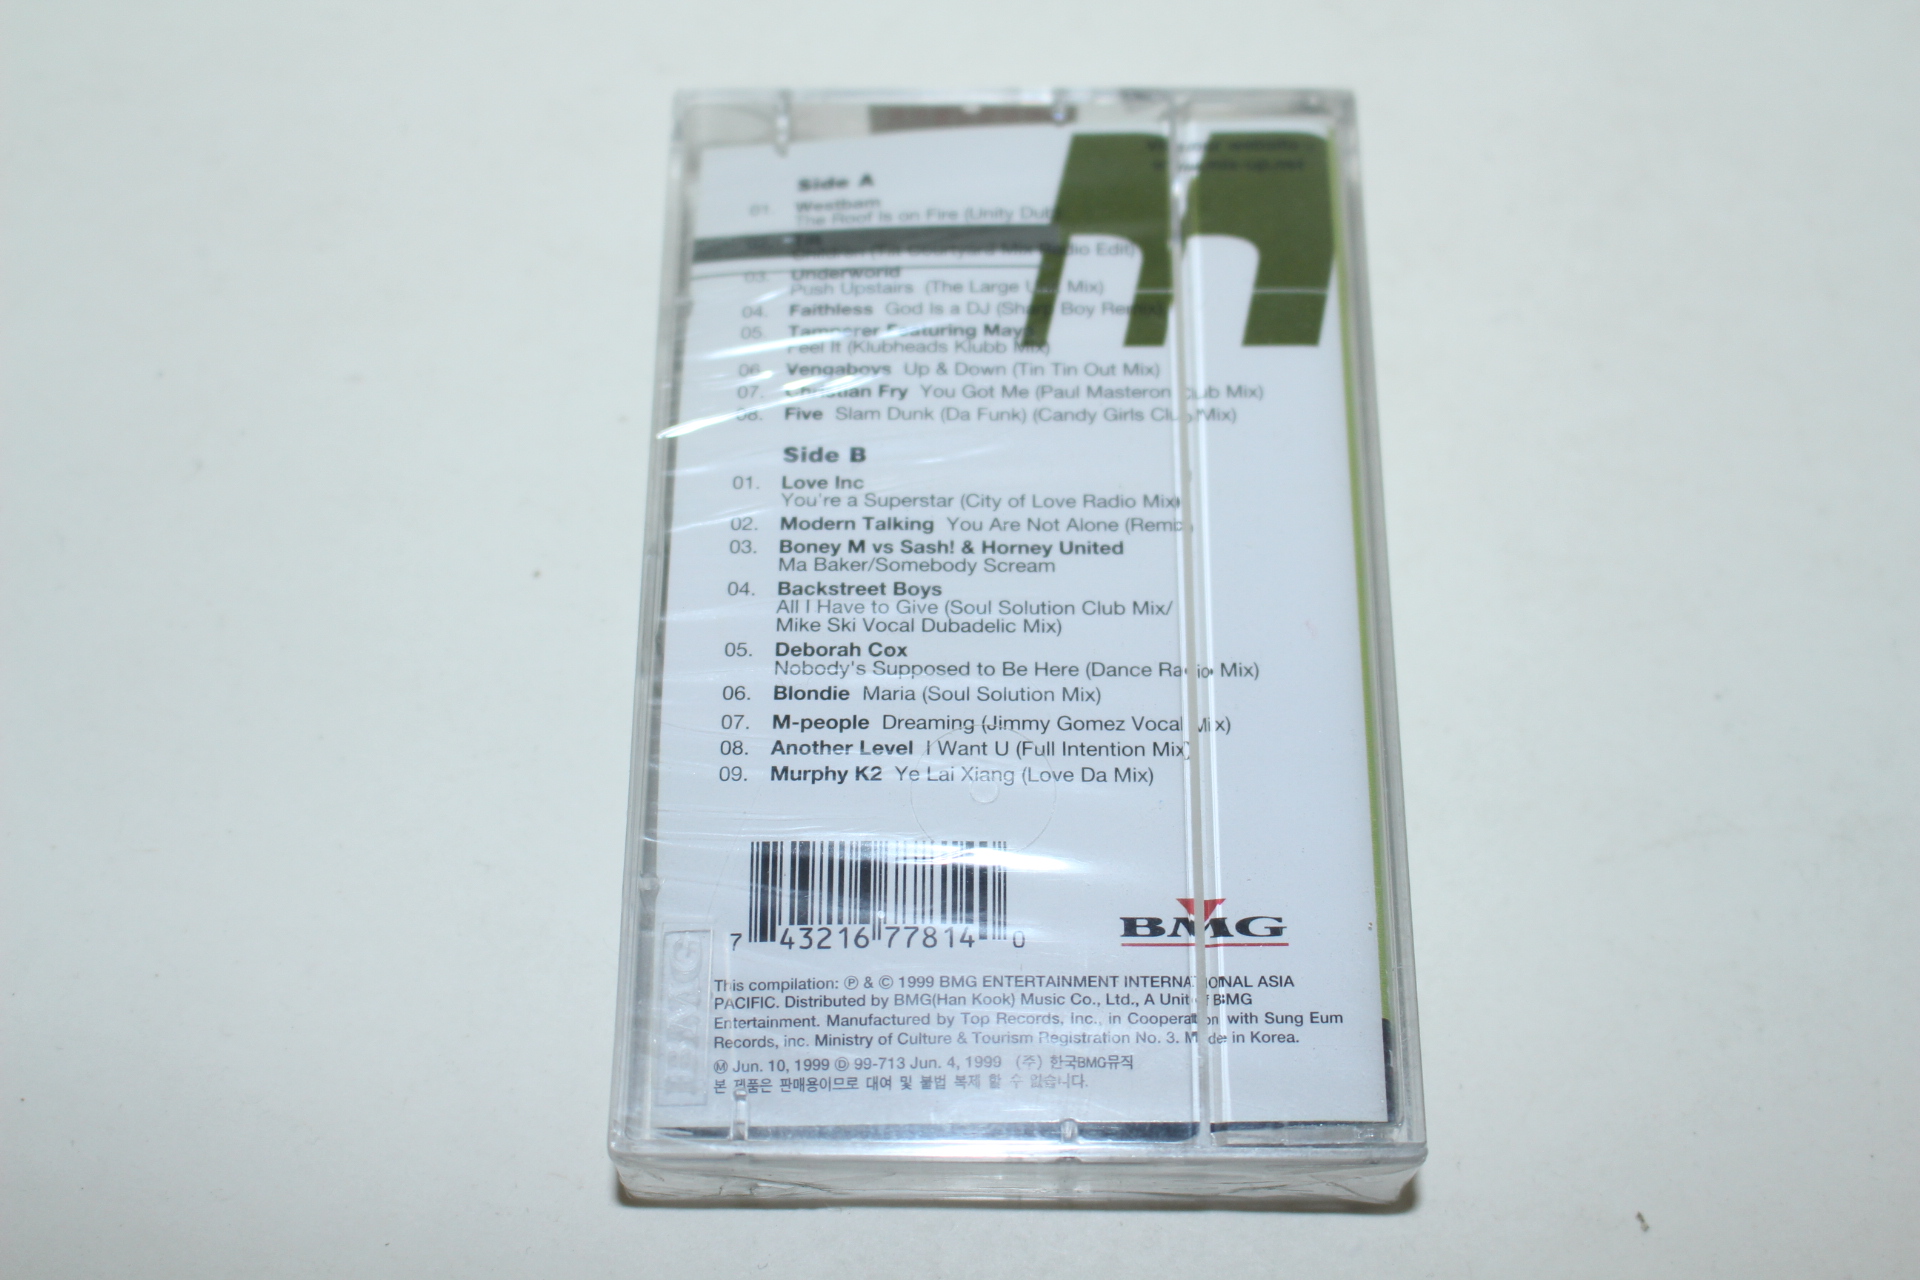 Side A
01. Westbam
The Roof Is on Fire (Unity Dub
Children (Tilt Courtyard Mix Radio Edit)
03. Underworld
Push Upstairs (The Large Mix)
04. Faithless God Is a DJ (Sharp Boy Remix)
05. Tamperer Featuring Maya
Feel It (Klubheads Klubb Mix)
06. Vengaboys Up & Down (Tin Tin Out Mix)
07. Christian Fry You Got Me (Paul Masteron Club Mix)
08. Five Slam Dunk (Da Funk) (Candy Girls Club Mix)
Side B
01. Love Inc
You're a Superstar (City of Love Radio Mix)
02. Modern Talking You Are Not Alone (Remix)
03. Boney M vs Sash! & Horney United
Ma Baker/Somebody Scream
04. Backstreet Boys
All I Have to Give (Soul Solution Club Mix/
Mike Ski Vocal Dubadelic Mix)
05. Deborah Cox
Nobody's Supposed to Be Here (Dance Radio Mix)
06. Blondie Maria (Soul Solution Mix)
07. M-people Dreaming (Jimmy Gomez Vocal Mix)
08. Another Level I Want U (Full Intention Mix)
09. Murphy K2 Ye Lai Xiang (Love Da Mix)
7 43216 77814 0
BMG
BMG
This compilation: ℗ & © 1999 BMG ENTERTAINMENT INTERNATIONAL ASIA
PACIFIC. Distributed by BMG(Han Kook) Music Co., Ltd., A Unit of BMG
Entertainment. Manufactured by Top Records, Inc., in Cooperation with Sung Eum
Records, inc. Ministry of Culture & Tourism Registration No. 3. Made in Korea.
Ⓜ Jun. 10, 1999 Ⓓ 99-713 Jun. 4, 1999 (주) 한국BMG뮤직
본 제품은 판매용이므로 대여 및 불법 복제 할 수 없습니다.